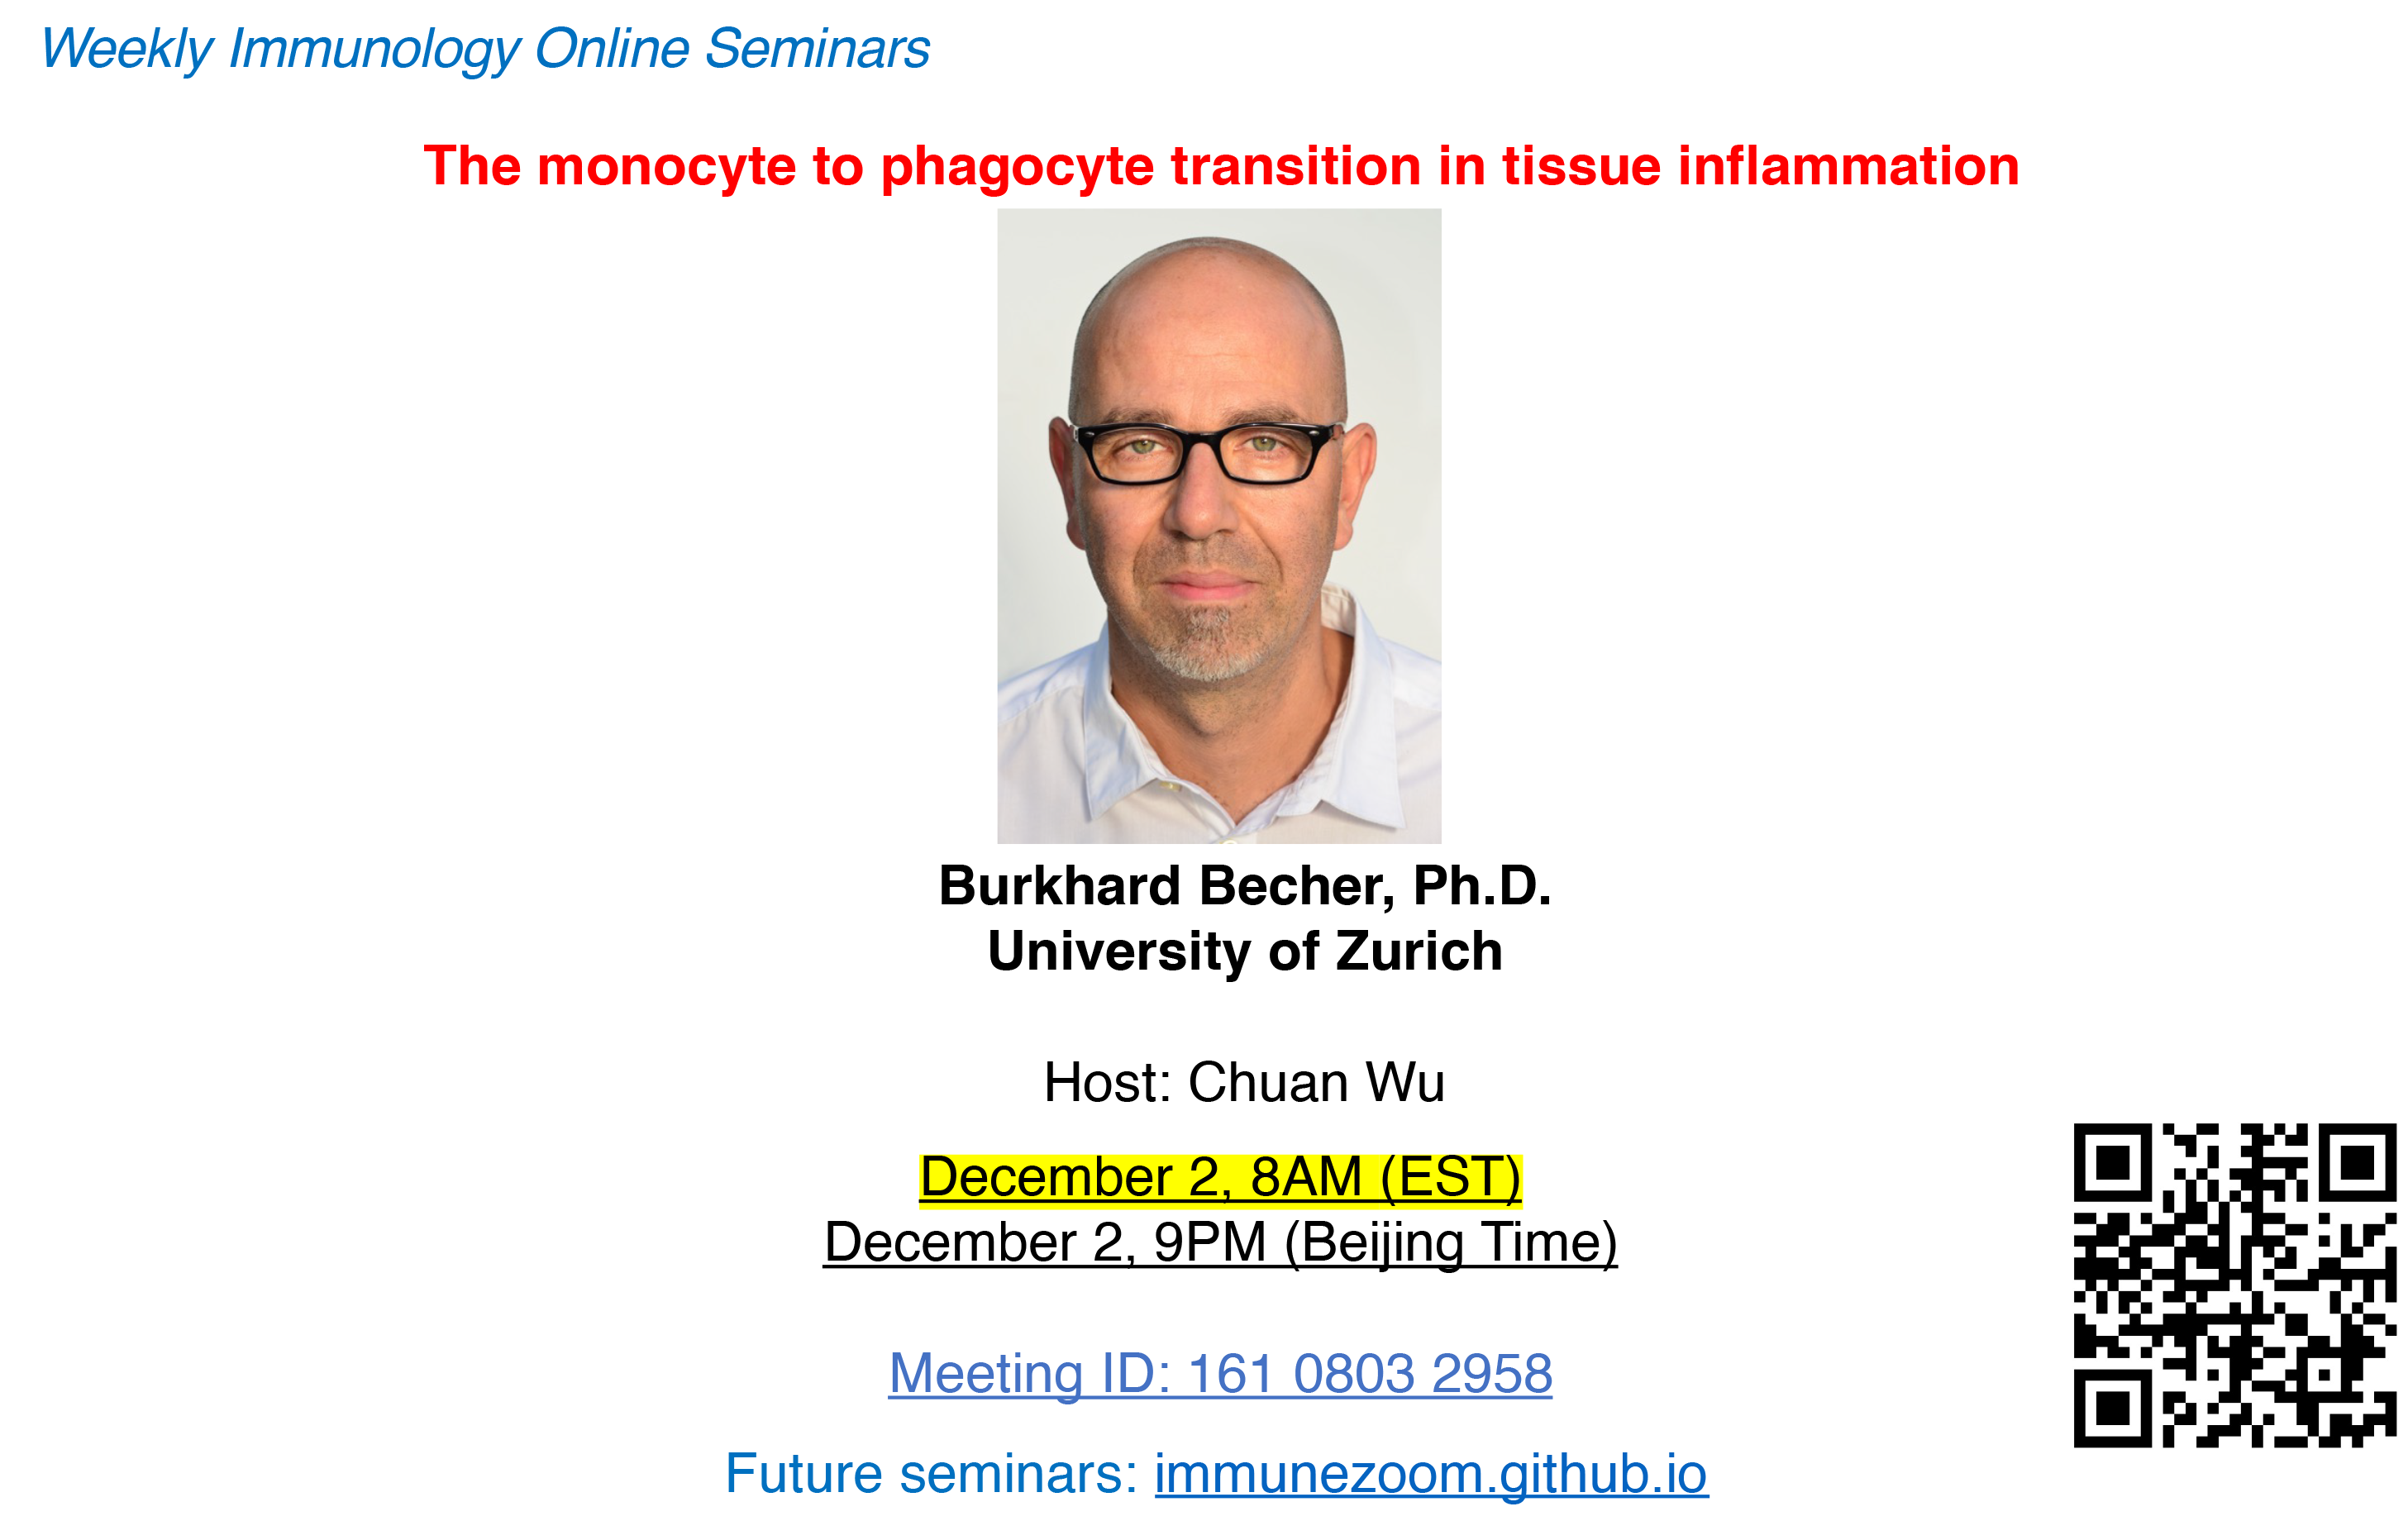 Weekly Immunology Online Seminars
The monocyte to phagocyte transition in tissue inflammation
Burkhard Becher, Ph.D.
University of Zurich
Host: Chuan Wu
December 2, 8AM (EST)
December 2, 9PM (Beijing Time)
Meeting ID: 161 0803 2958
Future seminars: immunezoom.github.io